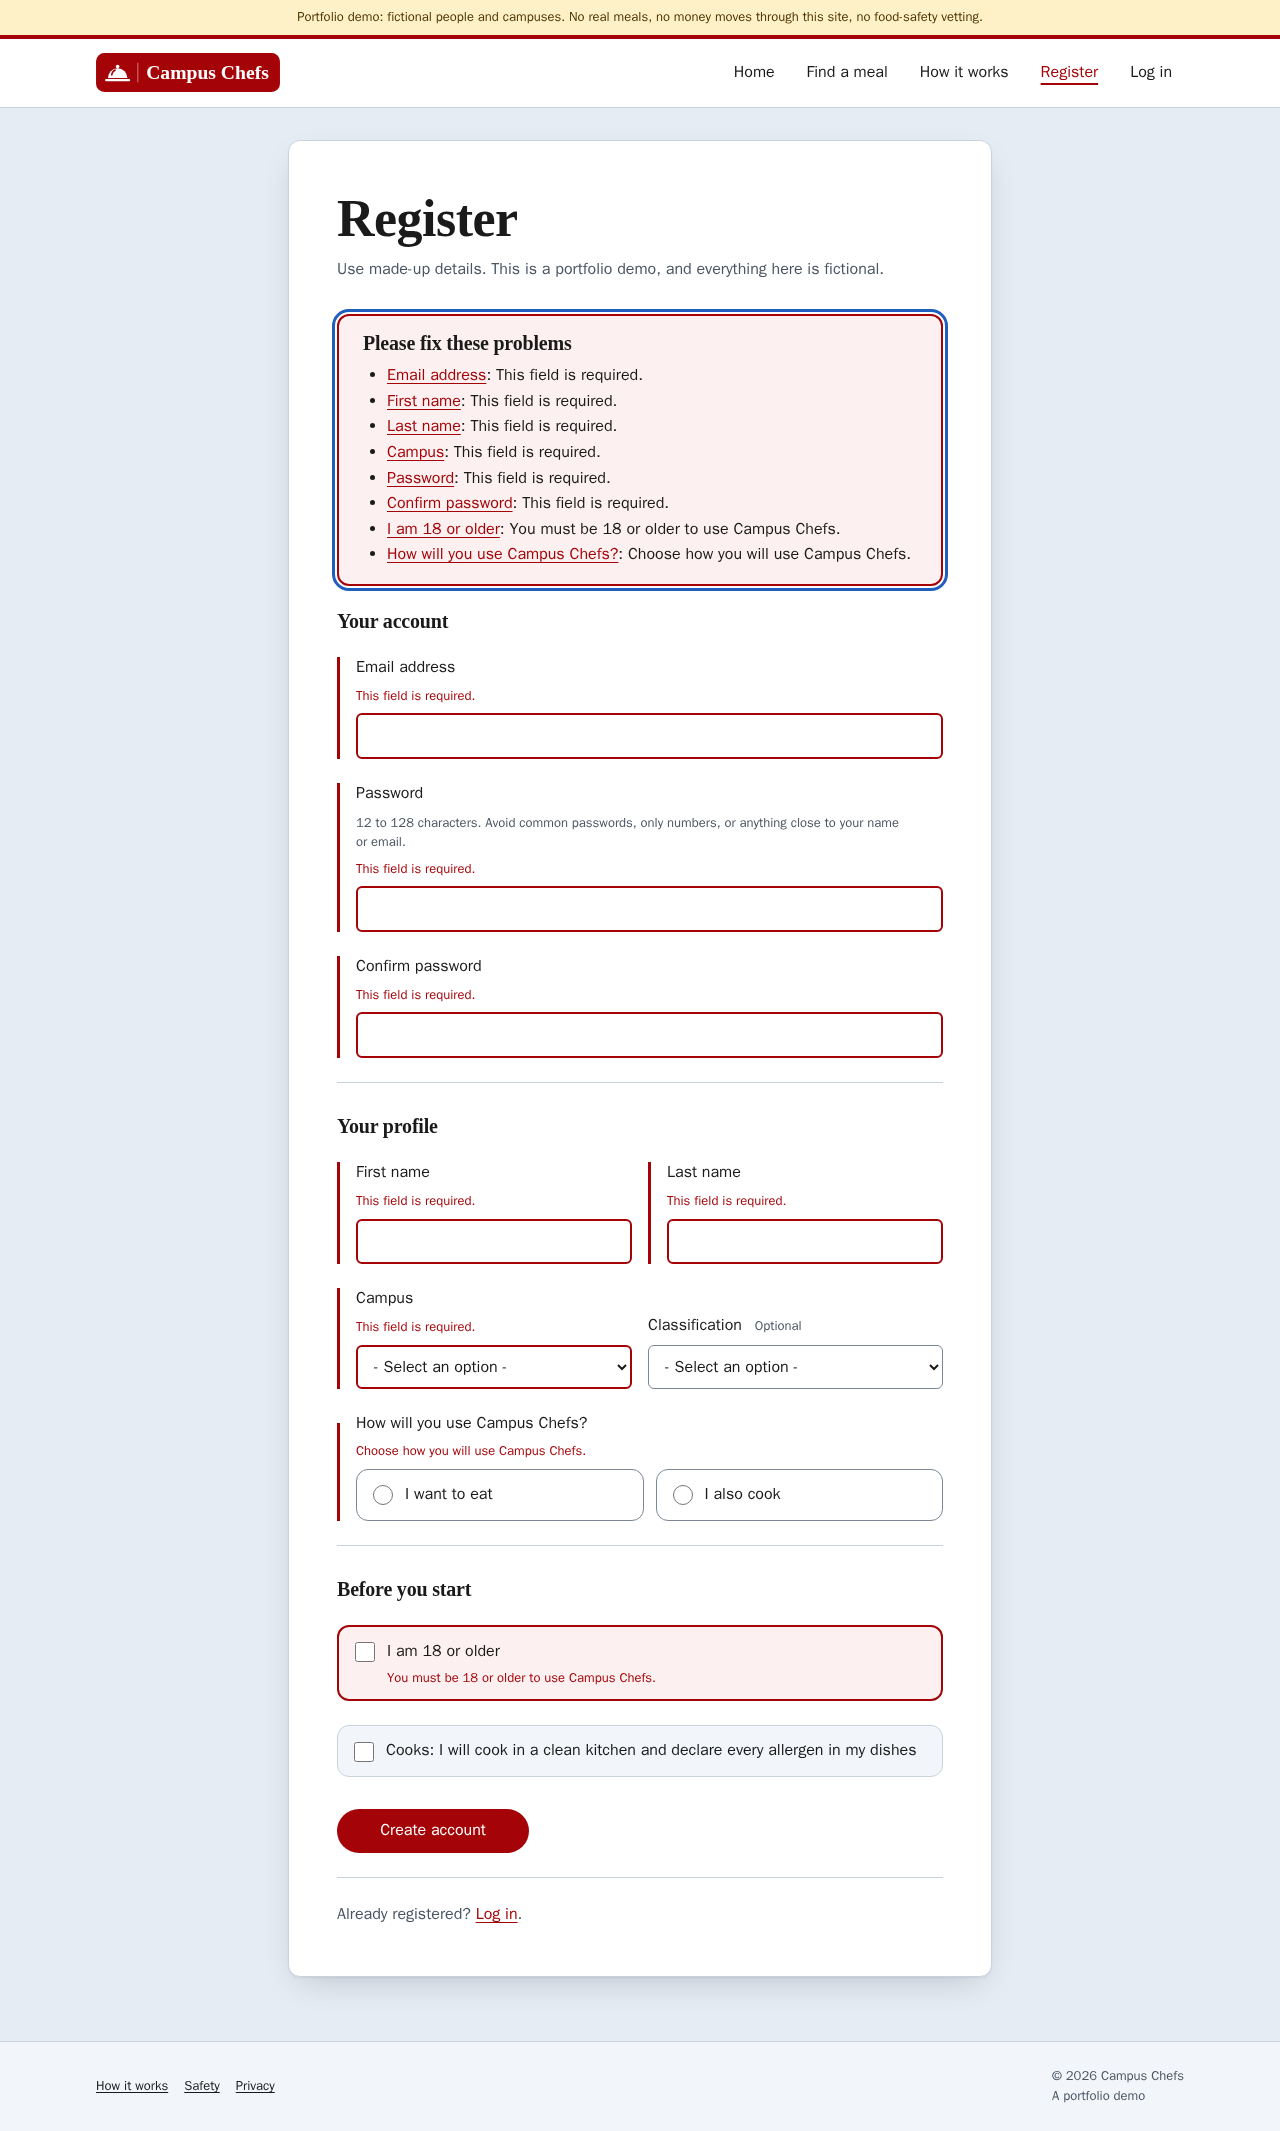 Portfolio demo: fictional people and campuses. No real meals, no money moves through this site, no food-safety vetting.
Campus Chefs
Home
Find a meal
How it works
Register
Log in
Register
Use made-up details. This is a portfolio demo, and everything here is fictional.
Please fix these problems
Email address: This field is required.
First name: This field is required.
Last name: This field is required.
Campus: This field is required.
Password: This field is required.
Confirm password: This field is required.
I am 18 or older: You must be 18 or older to use Campus Chefs.
How will you use Campus Chefs?: Choose how you will use Campus Chefs.
Your account
Email address
This field is required.
Password
12 to 128 characters. Avoid common passwords, only numbers, or anything close to your name
or email.
This field is required.
Confirm password
This field is required.
Your profile
First name
This field is required.
Last name
This field is required.
Campus
This field is required.
- Select an option -
Classification Optional
- Select an option -
How will you use Campus Chefs?
Choose how you will use Campus Chefs.
I want to eat
I also cook
Before you start
I am 18 or older
You must be 18 or older to use Campus Chefs.
Cooks: I will cook in a clean kitchen and declare every allergen in my dishes
Create account
Already registered? Log in.
How it works
Safety
Privacy
© 2026 Campus Chefs
A portfolio demo